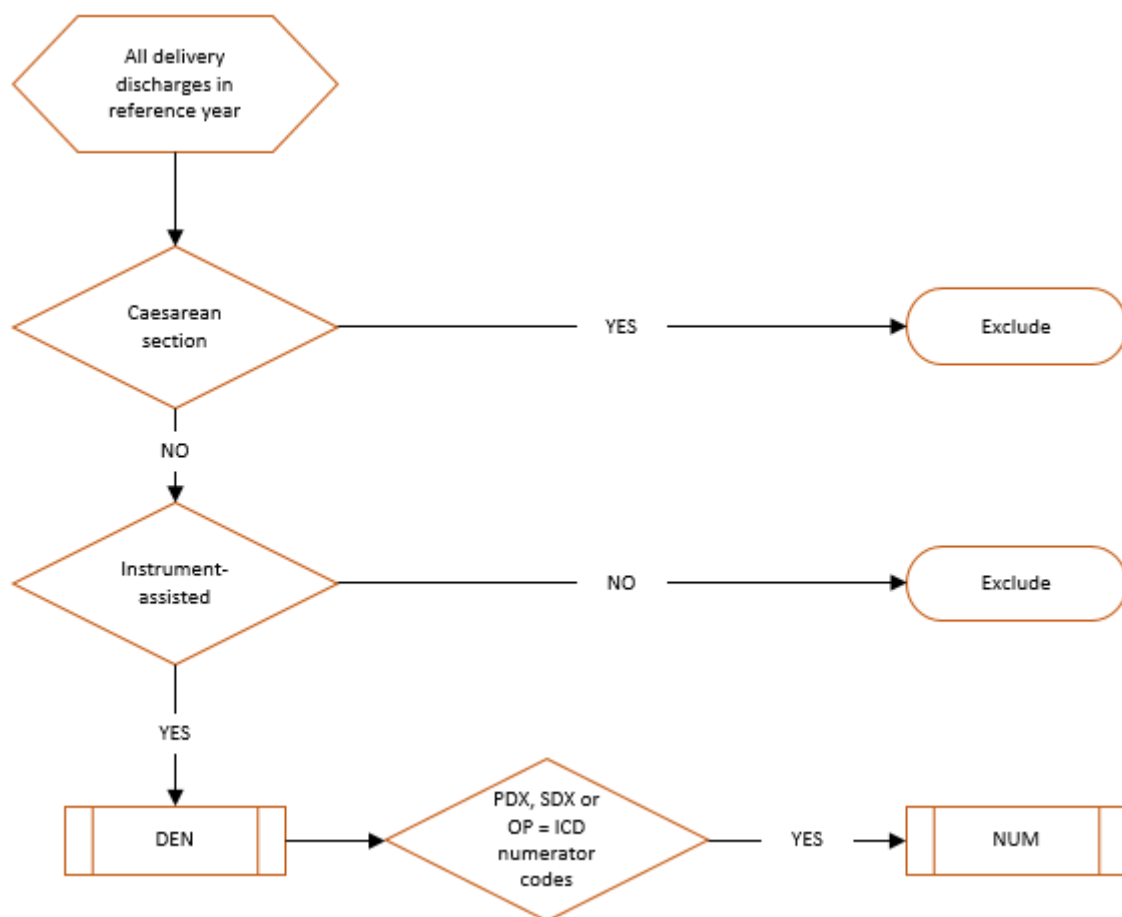 All delivery
discharges in
reference year
Caesarean
section
YES
Exclude
NO
Instrument-
assisted
NO
Exclude
YES
DEN
PDX, SDX or
OP = ICD
numerator
codes
YES
NUM